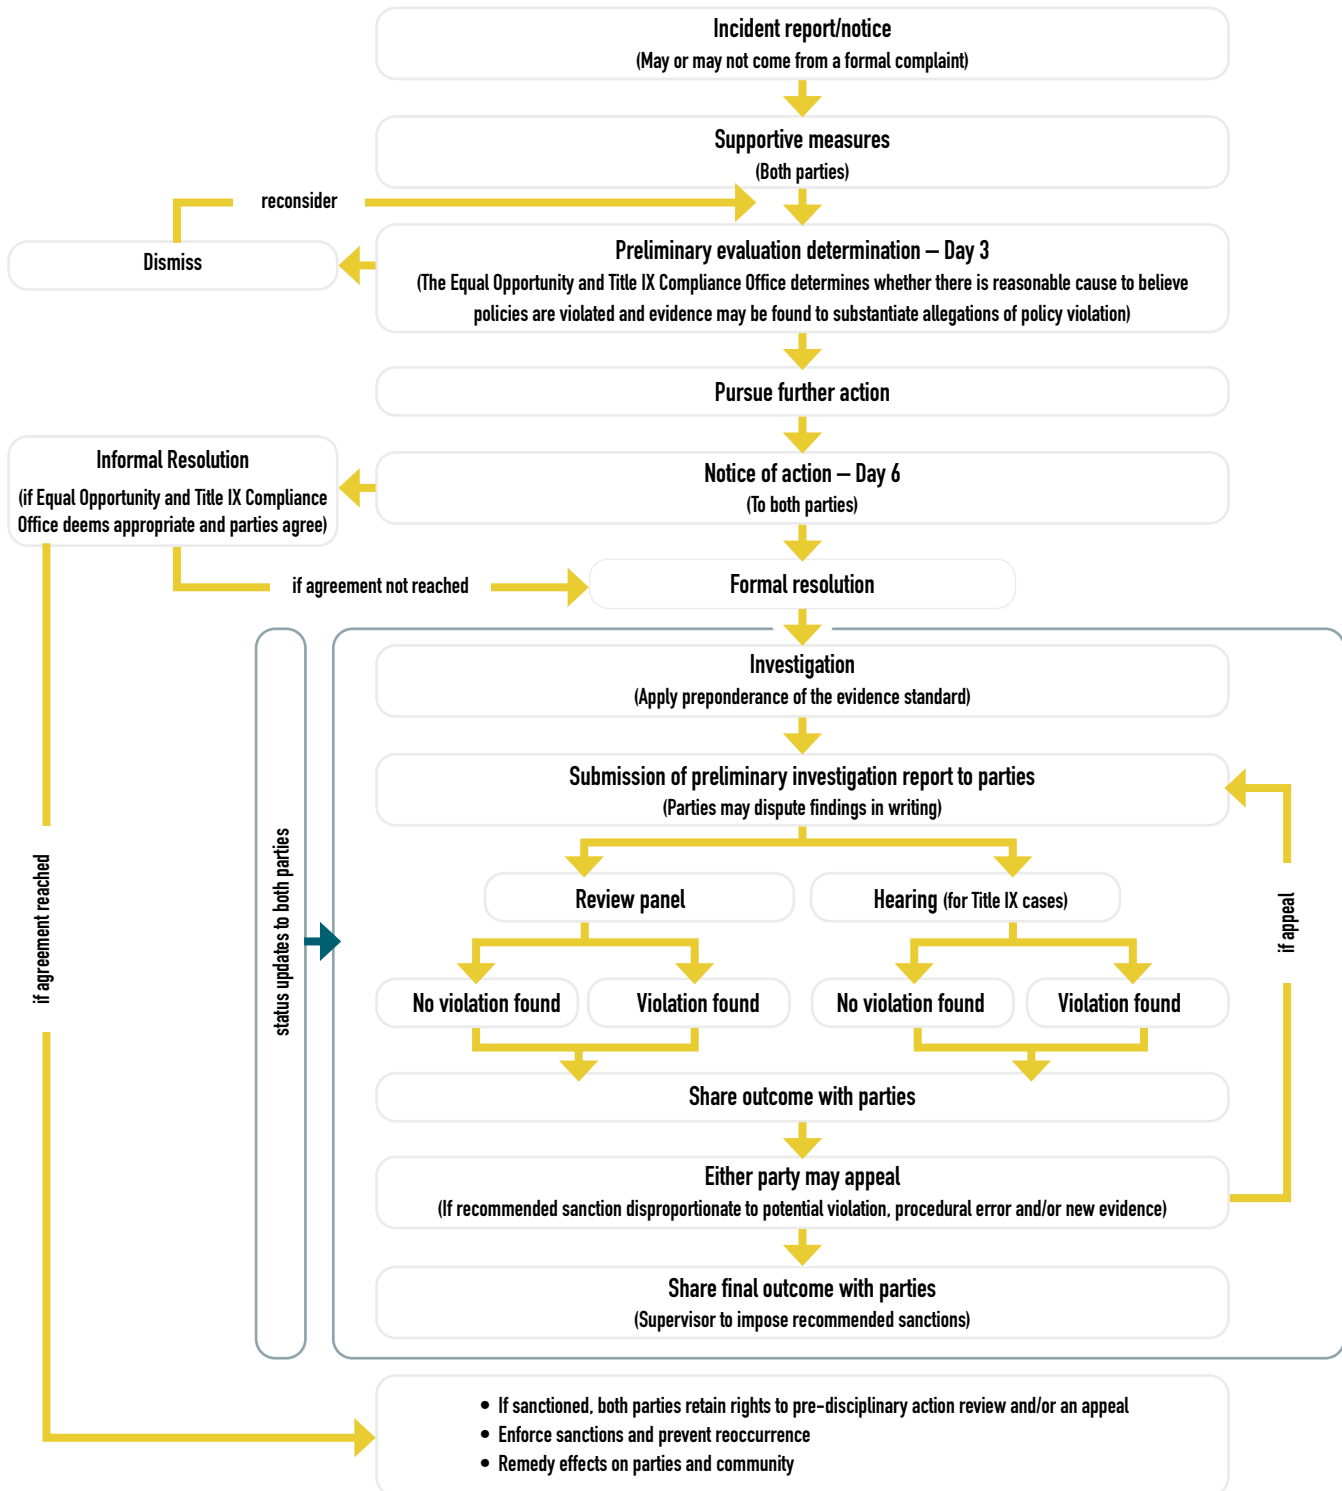 Incident report/notice
(May or may not come from a formal complaint)
Supportive measures
(Both parties)
reconsider
Dismiss
Preliminary evaluation determination – Day 3
(The Equal Opportunity and Title IX Compliance Office determines whether there is reasonable cause to believe
policies are violated and evidence may be found to substantiate allegations of policy violation)
Pursue further action
Informal Resolution
(if Equal Opportunity and Title IX Compliance
Office deems appropriate and parties agree)
Notice of action – Day 6
(To both parties)
if agreement not reached
Formal resolution
Investigation
(Apply preponderance of the evidence standard)
Submission of preliminary investigation report to parties
(Parties may dispute findings in writing)
if agreement reached
status updates to both parties
Review panel
Hearing (for Title IX cases)
if appeal
No violation found
Violation found
No violation found
Violation found
Share outcome with parties
Either party may appeal
(If recommended sanction disproportionate to potential violation, procedural error and/or new evidence)
Share final outcome with parties
(Supervisor to impose recommended sanctions)
• If sanctioned, both parties retain rights to pre-disciplinary action review and/or an appeal
• Enforce sanctions and prevent reoccurrence
• Remedy effects on parties and community